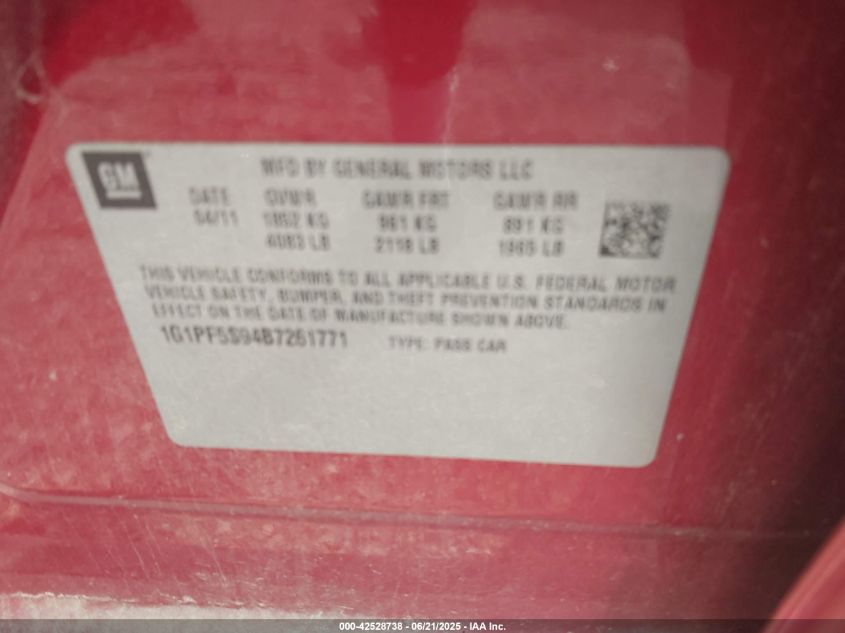 GM
MFD BY GENERAL MOTORS LLC
DATE GVWR GAWR FRT GAWR RR
04/11 1852 KG 961 KG 891 KG
4083 LB 2118 LB 1965 LB
THIS VEHICLE CONFORMS TO ALL APPLICABLE U.S. FEDERAL MOTOR
VEHICLE SAFETY, BUMPER, AND THEFT PREVENTION STANDARDS IN
EFFECT ON THE DATE OF MANUFACTURE SHOWN ABOVE.
1G1PF5S94B7261771 TYPE: PASS CAR
000-42528738 - 06/21/2025 - IAA Inc.